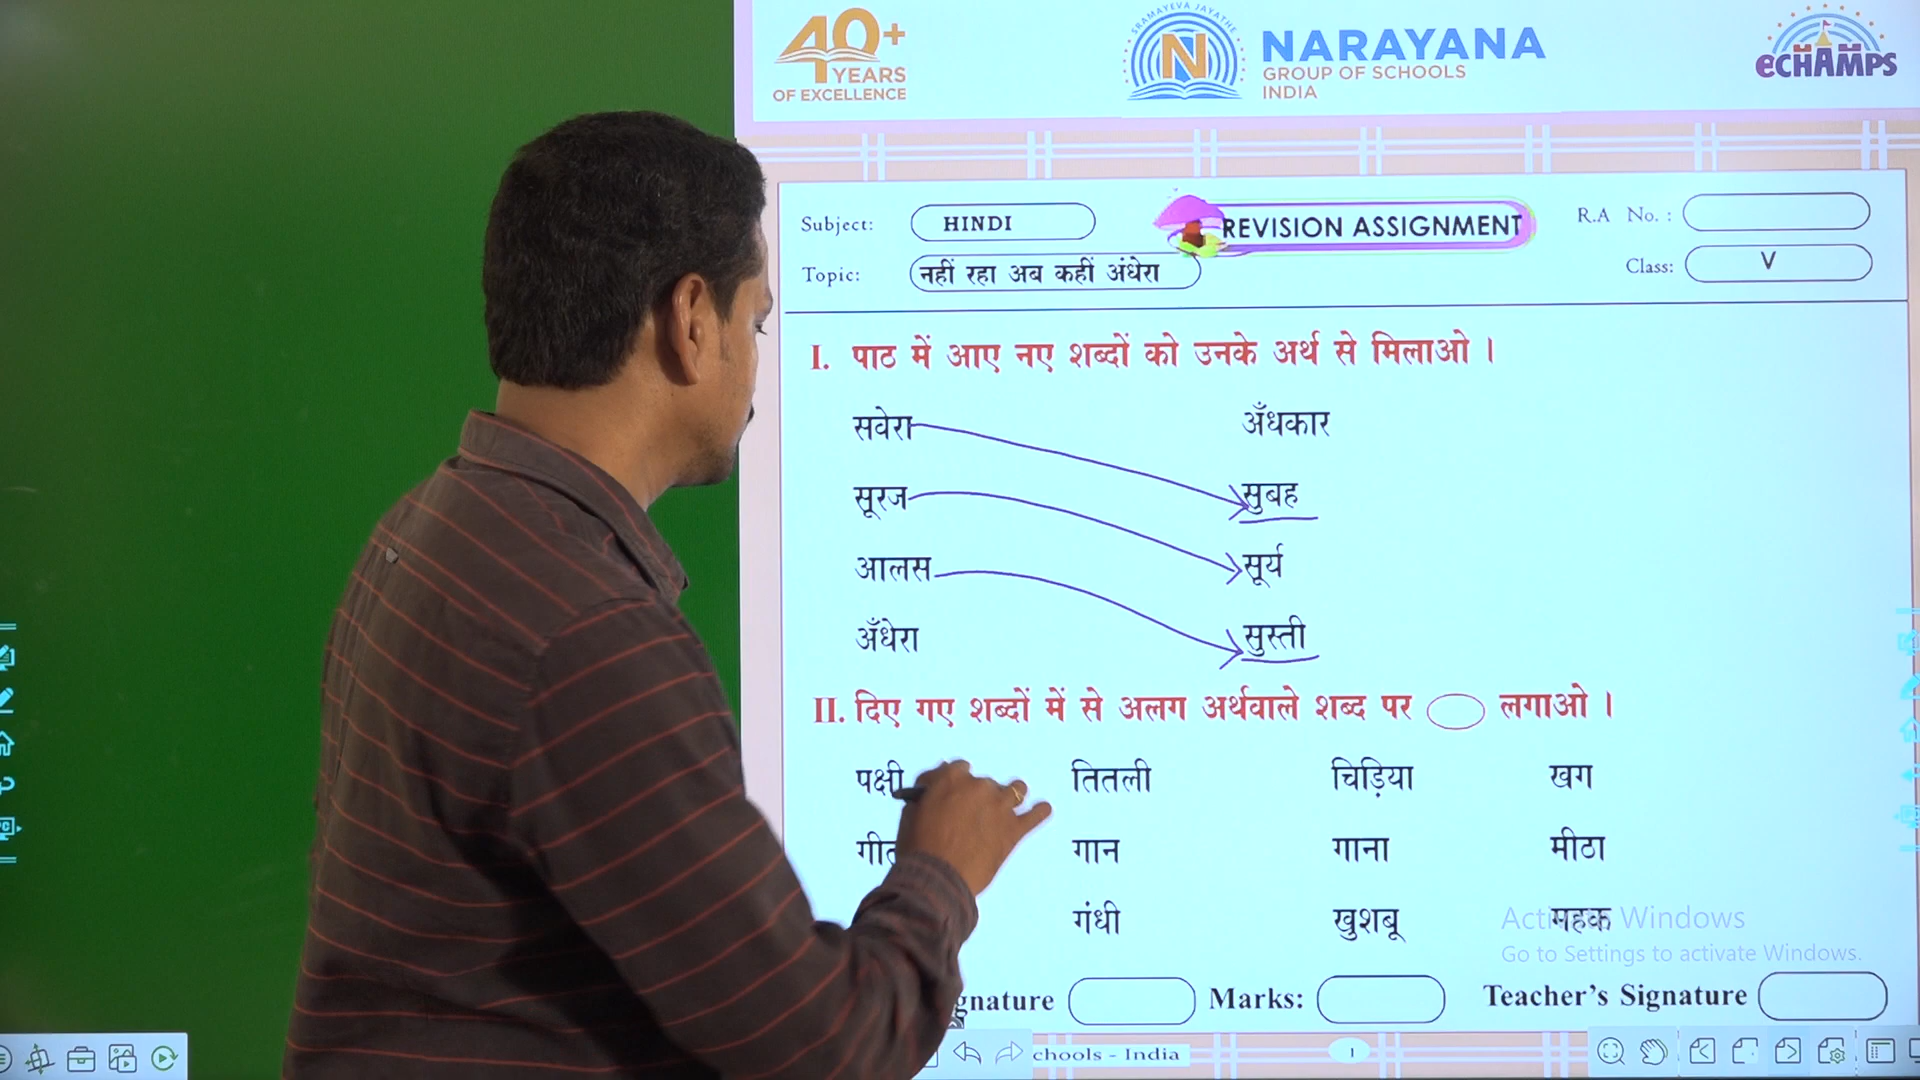 40+
YEARS
OF EXCELLENCE
SRAMAYEVA JAYATHE
N
NARAYANA
GROUP OF SCHOOLS
INDIA
eCHAMPS
Subject: HINDI
REVISION ASSIGNMENT
R.A No. :
Topic: नहीं रहा अब कहीं अंधेरा
Class: V
I. पाठ में आए नए शब्दों को उनके अर्थ से मिलाओ ।
सवेरा अँधकार
सूरज सुबह
आलस सूर्य
अँधेरा सुस्ती
II. दिए गए शब्दों में से अलग अर्थवाले शब्द पर लगाओ ।
पक्षी तितली चिड़िया खग
गान गाना मीठा
गंधी खुशबू महक
Activate Windows
Go to Settings to activate Windows.
Marks: Teacher's Signature
- India
1